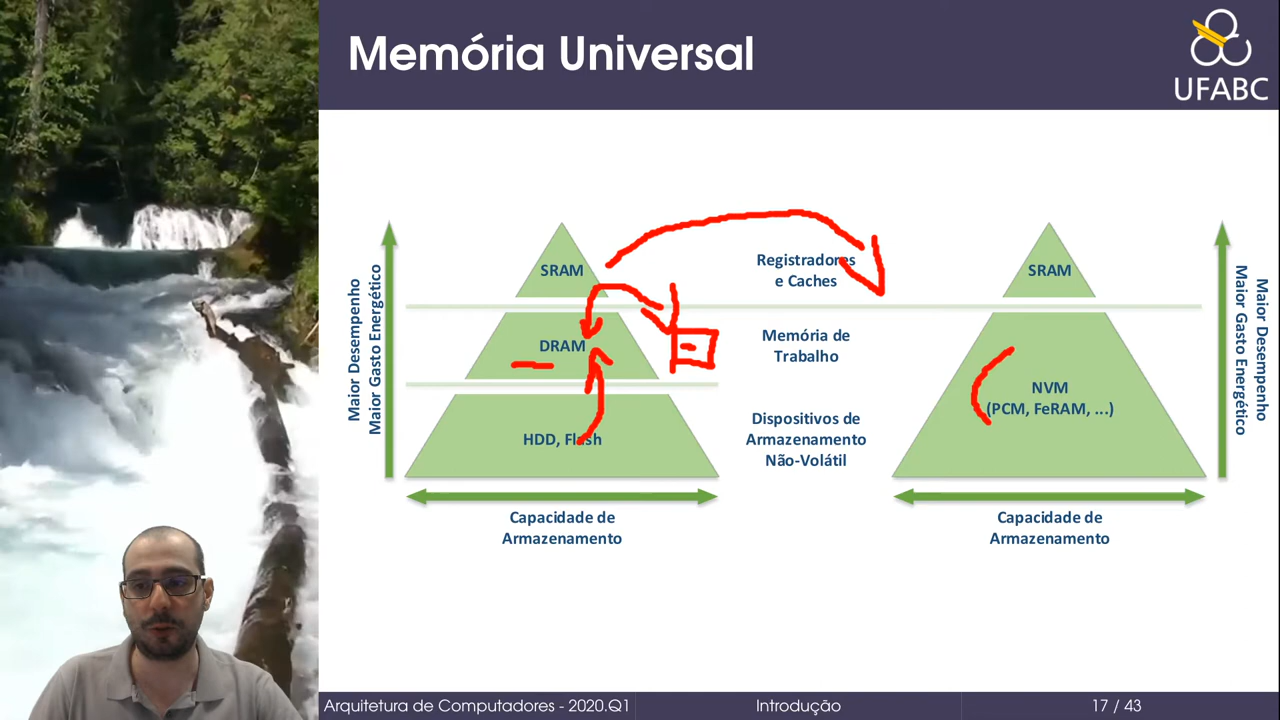 Memória Universal
UFABC
Maior Desempenho
Maior Gasto Energético
SRAM
DRAM
HDD, Flash
Capacidade de
Armazenamento
Registradores
e Caches
Memória de
Trabalho
Dispositivos de
Armazenamento
Não-Volátil
SRAM
NVM
(PCM, FeRAM, ...)
Capacidade de
Armazenamento
Maior Desempenho
Maior Gasto Energético
Arquitetura de Computadores - 2020.Q1
Introdução
17 / 43